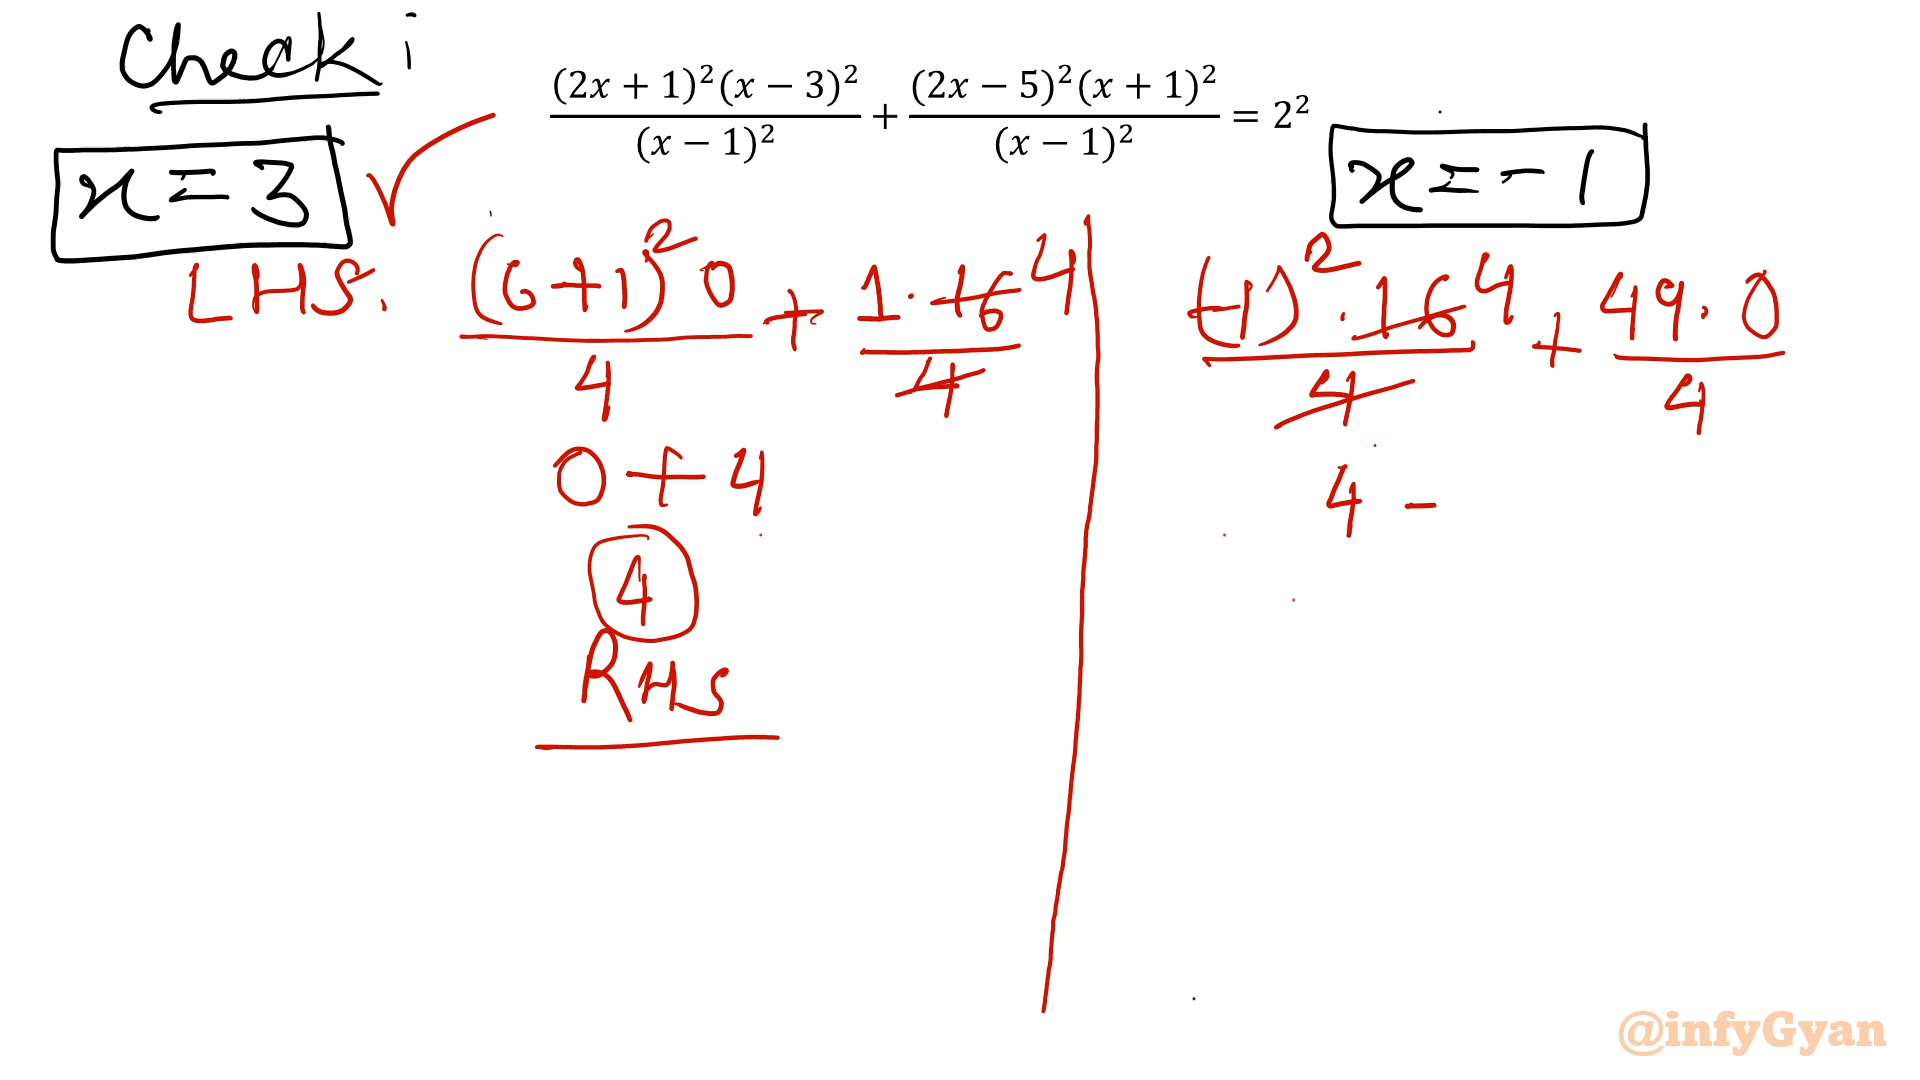 Check :
(2x + 1)²(x − 3)²/(x − 1)² + (2x − 5)²(x + 1)²/(x − 1)² = 2²
x = 3 ✓
x = -1
LHS. (6+1)² 0/4 + 1 · 16 4/4
0 + 4
4
RHS
(-1)² · 16 4/4 + 49 · 0/4
4 -
@infyGyan